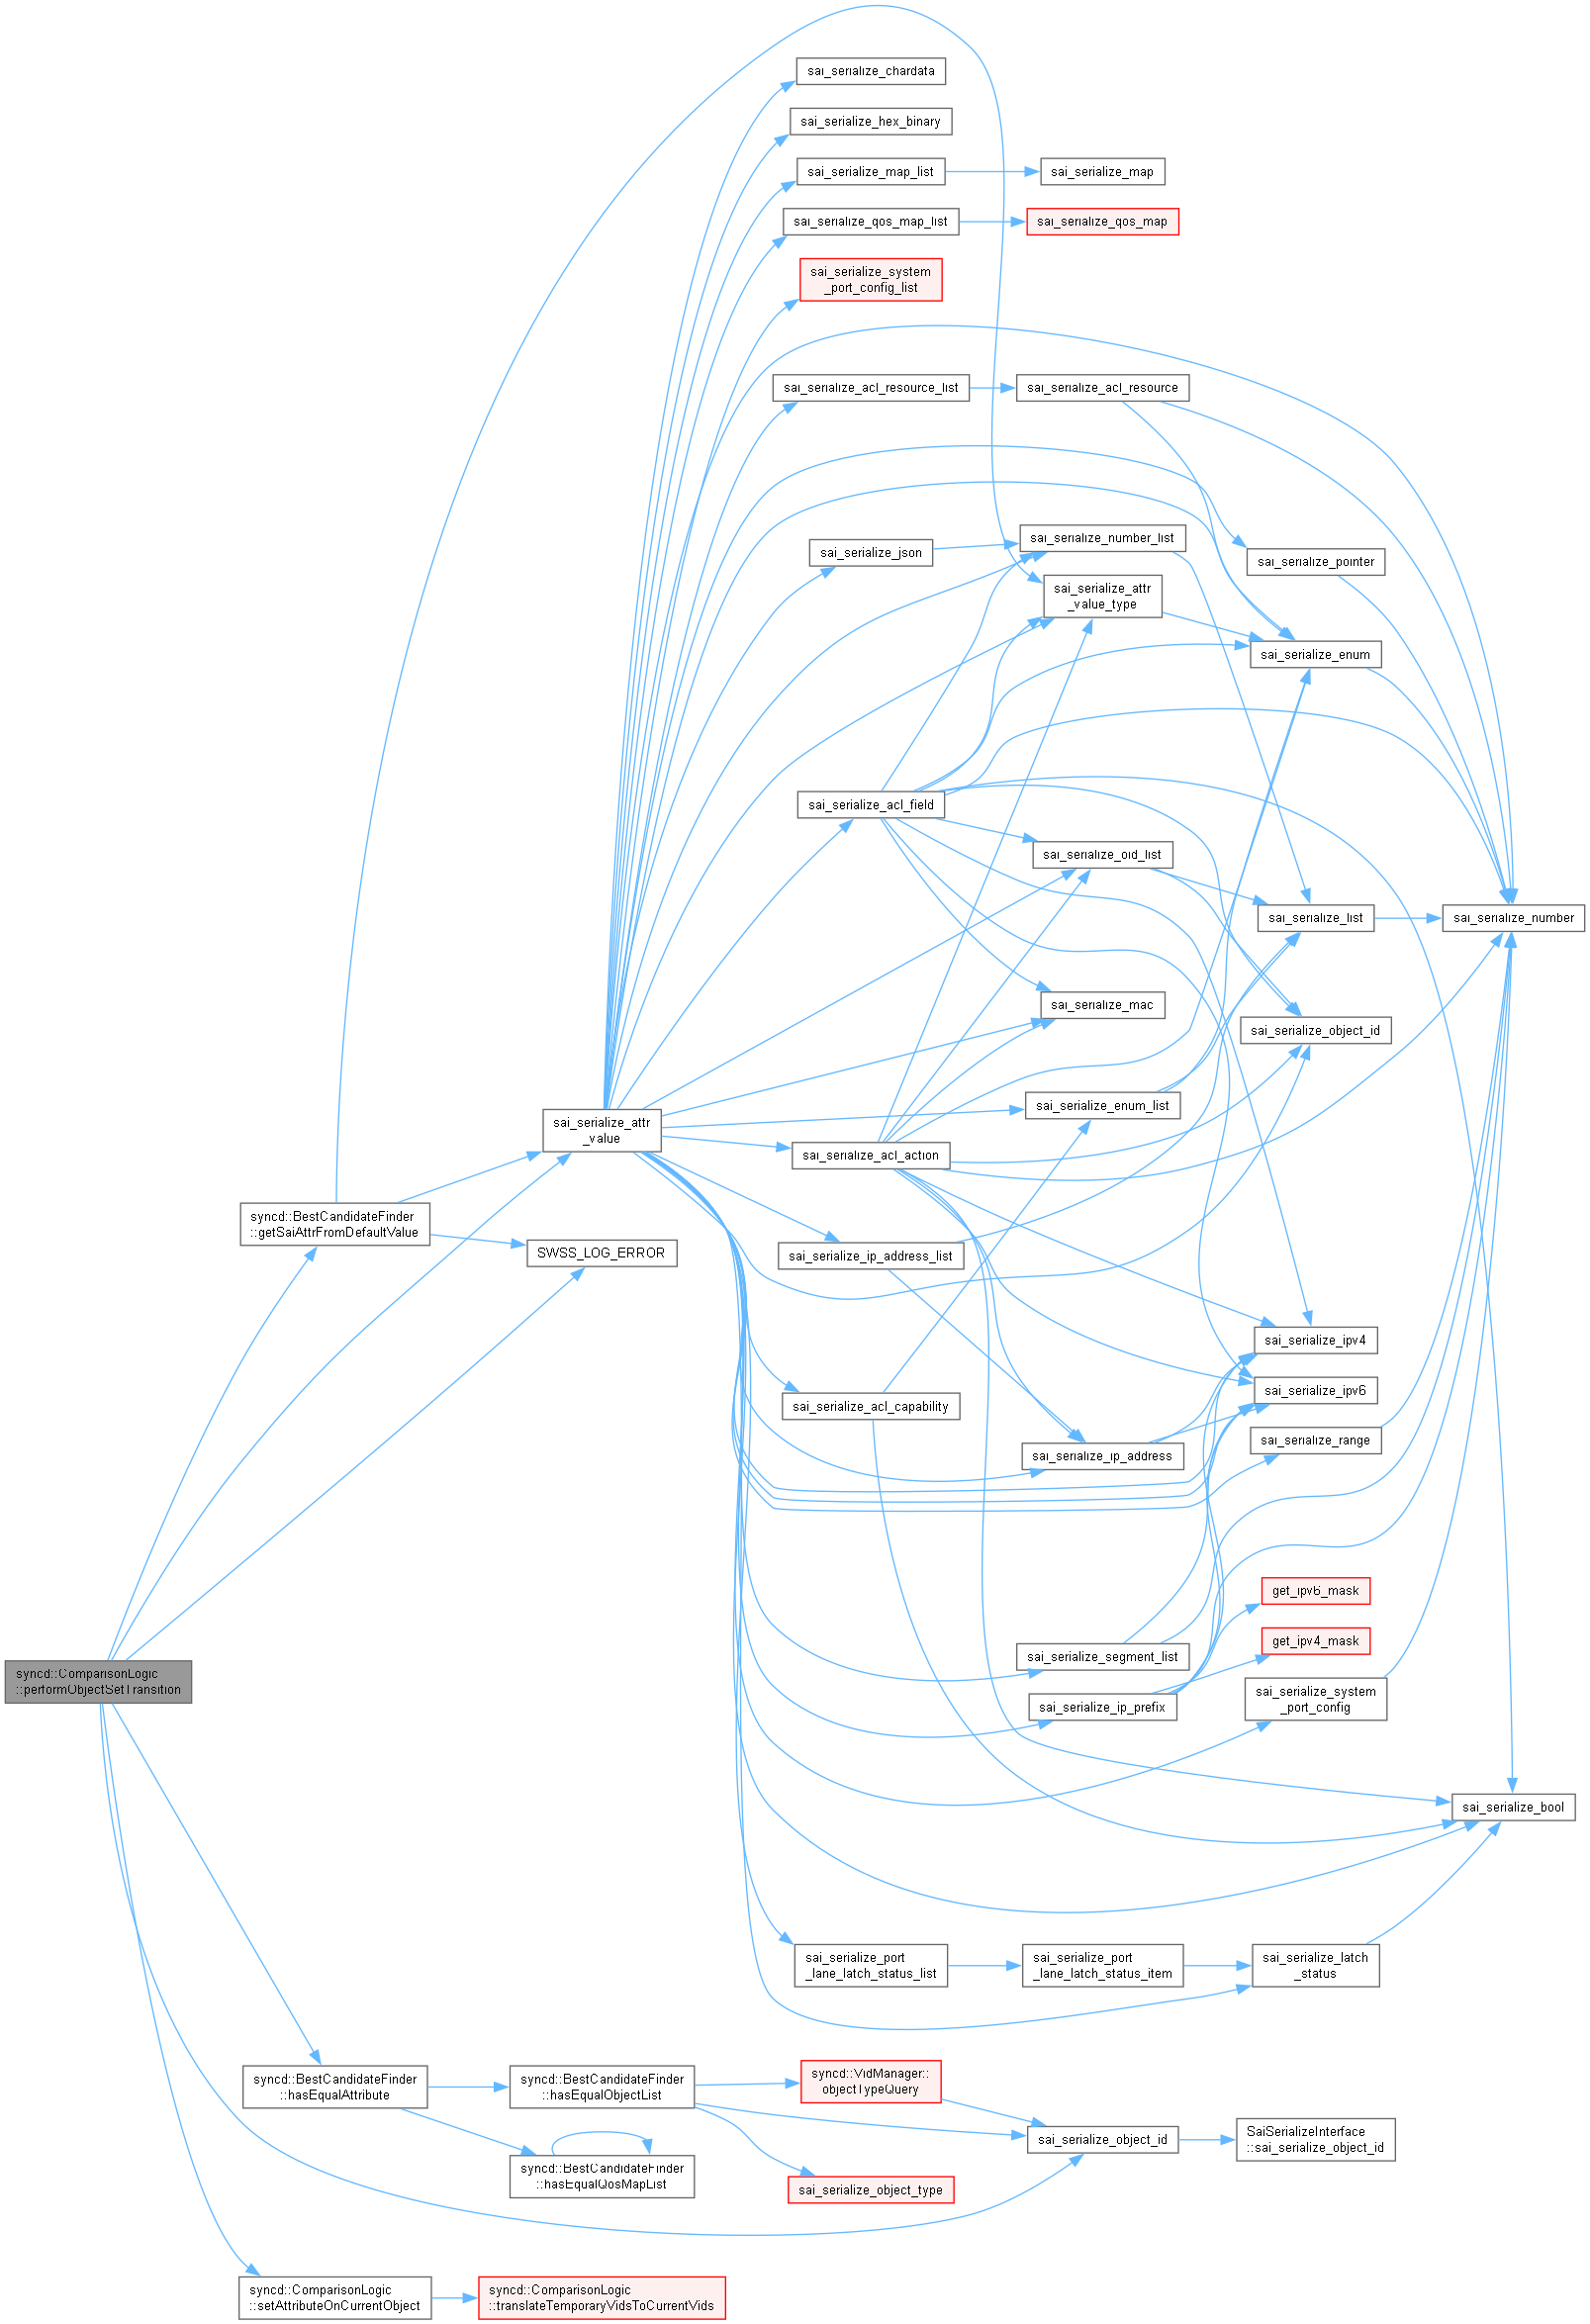 sai_serialize_chardata
sai_serialize_hex_binary
sai_serialize_map_list
sai_serialize_map
sai_serialize_qos_map_list
sai_serialize_qos_map
sai_serialize_system
_port_config_list
sai_serialize_acl_resource_list
sai_serialize_acl_resource
sai_serialize_number_list
sai_serialize_json
sai_serialize_pointer
sai_serialize_attr
_value_type
sai_serialize_enum
sai_serialize_acl_field
sai_serialize_oid_list
sai_serialize_list
sai_serialize_number
sai_serialize_mac
sai_serialize_object_id
sai_serialize_enum_list
sai_serialize_attr
_value
sai_serialize_acl_action
syncd::BestCandidateFinder
::getSaiAttrFromDefaultValue
SWSS_LOG_ERROR
sai_serialize_ip_address_list
sai_serialize_ipv4
sai_serialize_ipv6
sai_serialize_acl_capability
sai_serialize_range
sai_serialize_ip_address
get_ipv6_mask
get_ipv4_mask
sai_serialize_segment_list
syncd::ComparisonLogic
::performObjectSetTransition
sai_serialize_ip_prefix
sai_serialize_system
_port_config
sai_serialize_bool
sai_serialize_port
_lane_latch_status_list
sai_serialize_port
_lane_latch_status_item
sai_serialize_latch
_status
syncd::BestCandidateFinder
::hasEqualAttribute
syncd::BestCandidateFinder
::hasEqualObjectList
syncd::VidManager::
objectTypeQuery
sai_serialize_object_id
SaiSerializeInterface
::sai_serialize_object_id
syncd::BestCandidateFinder
::hasEqualQosMapList
sai_serialize_object_type
syncd::ComparisonLogic
::setAttributeOnCurrentObject
syncd::ComparisonLogic
::translateTemporaryVidsToCurrentVids